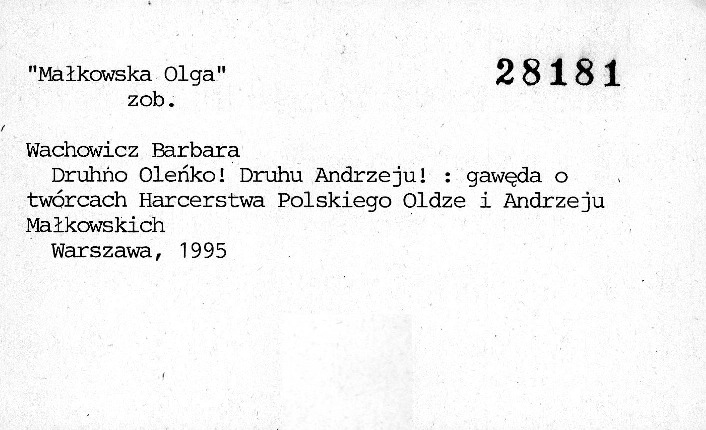 "Małkowska Olga" 28181
zob.
Wachowicz Barbara
Druhno Oleńko! Druhu Andrzeju! : gawęda o
twórcach Harcerstwa Polskiego Oldze i Andrzeju
Małkowskich
Warszawa, 1995